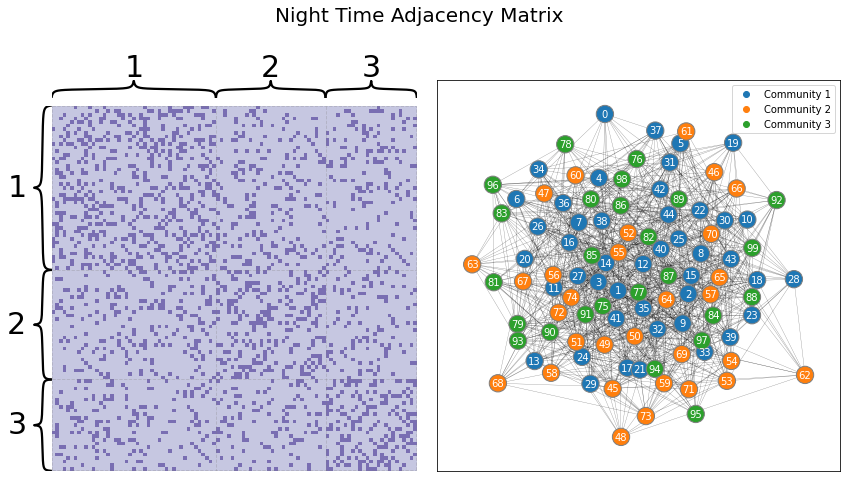 Night Time Adjacency Matrix
1 2 3
1
2
3
Community 1
Community 2
Community 3
0
37 61
5 19
78
76 31
34 60 4 98 46
96 47 42 66
6 36 80 86 89 92
83 7 38 44 22 30 10
26 52 82 25 70
16 55 40 99
20 85 14 12 8 43
63 56 27 87 15 65 18 28
81 67 11 3 1 77 2 57 88
74 75 64
72 91 41 35 84 23
79 90 32 9
93 51 49 50 97 39
24 69 33 54
13 58 17 21 94 62
68 29 45 59 71 53
73 95
48